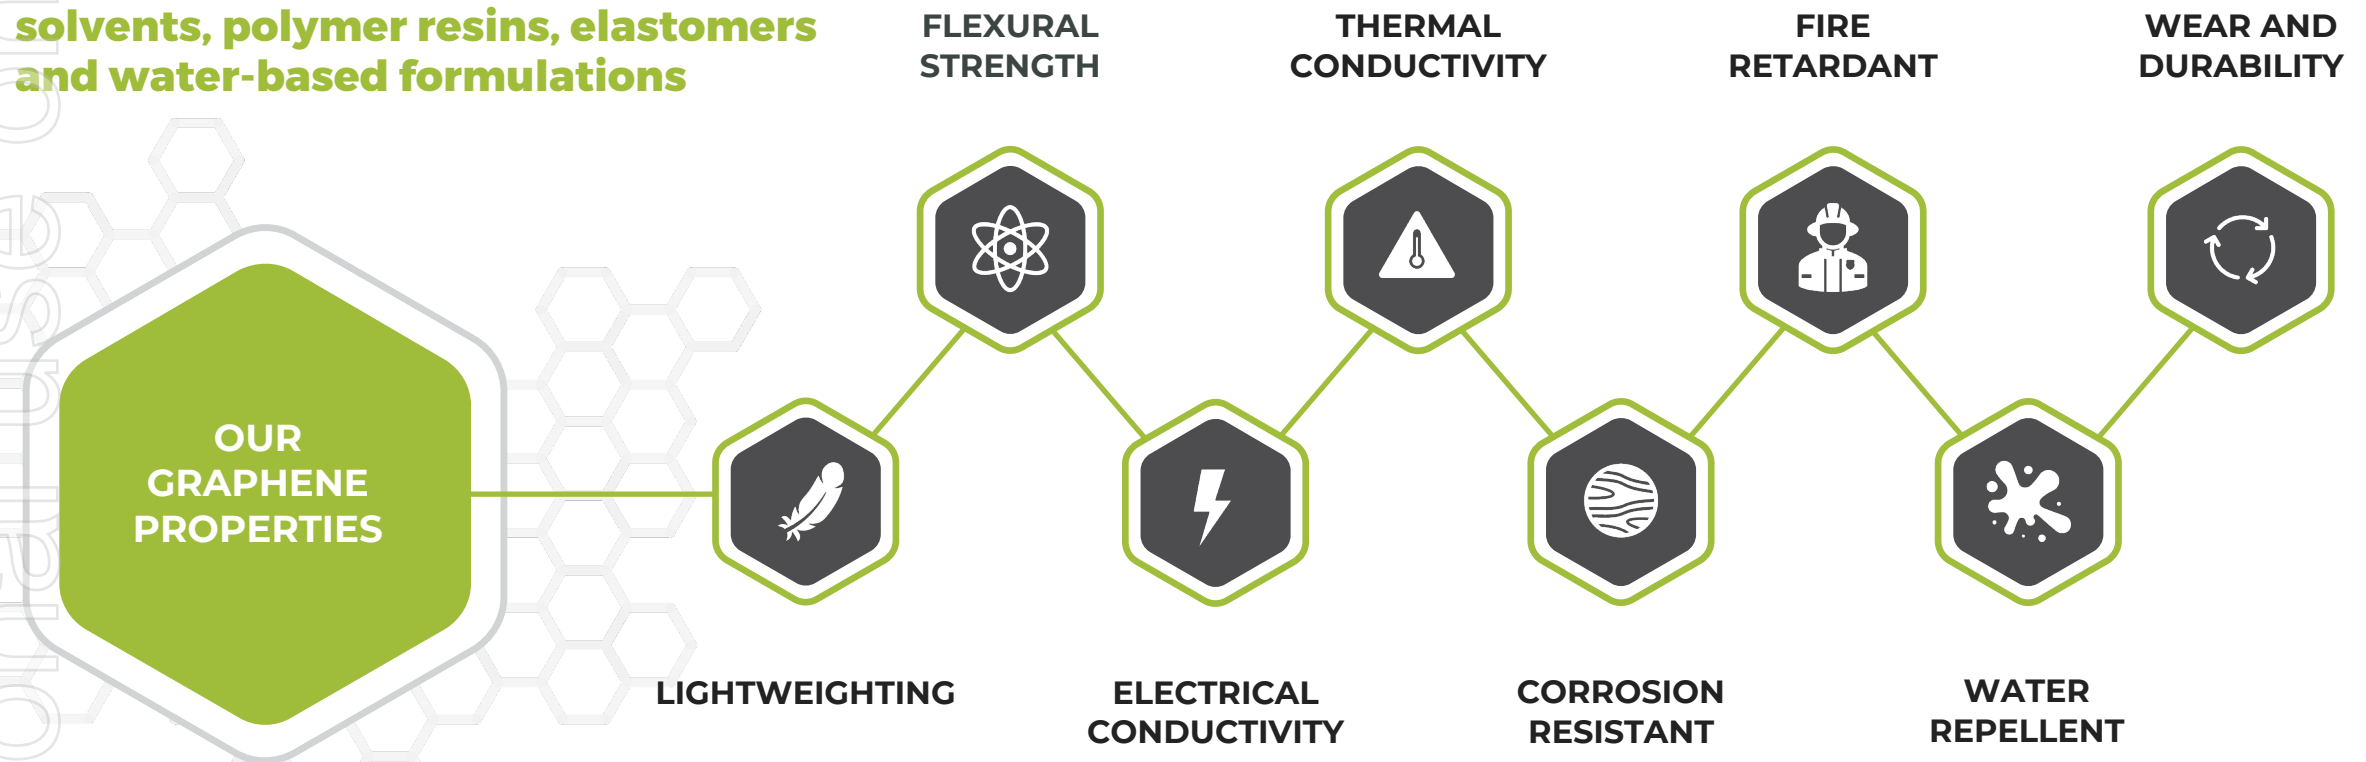 solvents, polymer resins, elastomers
and water-based formulations
FLEXURAL
STRENGTH
THERMAL
CONDUCTIVITY
FIRE
RETARDANT
WEAR AND
DURABILITY
OUR
GRAPHENE
PROPERTIES
LIGHTWEIGHTING
ELECTRICAL
CONDUCTIVITY
CORROSION
RESISTANT
WATER
REPELLENT